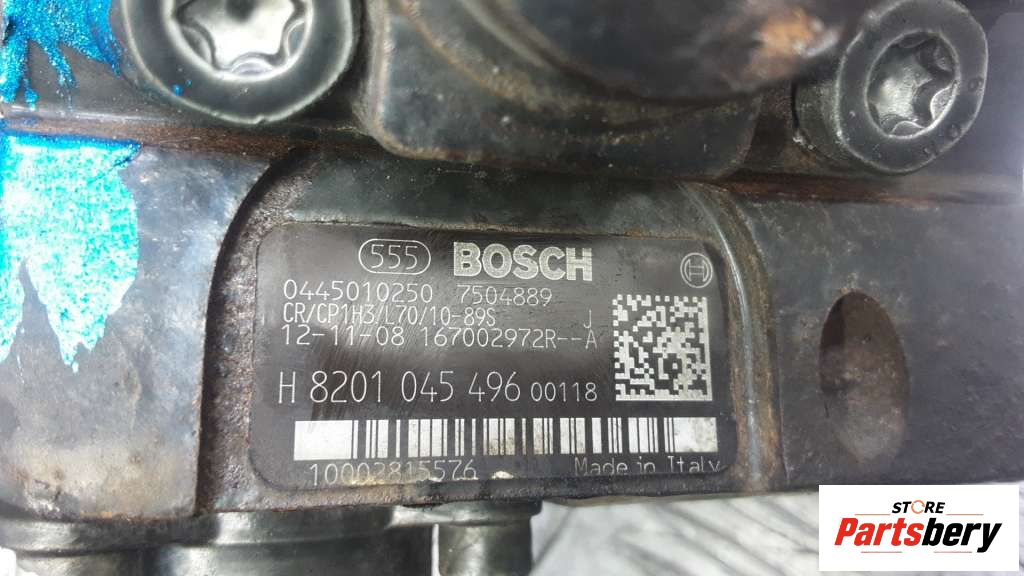 555 BOSCH
0445010250 7504889
CR/CP1H3/L70/10-89S J
12-11-08 167002972R--A
H 8201 045 496 00118
10002815576
Made in Italy
STORE
Partsbery